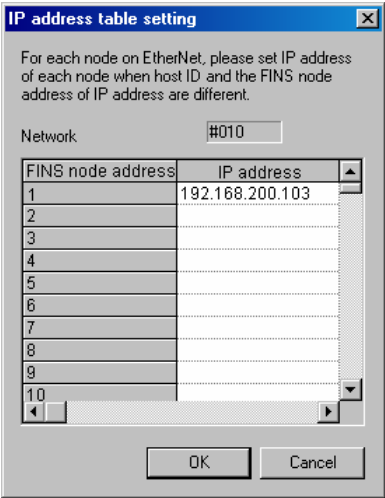 IP address table setting
For each node on EtherNet, please set IP address
of each node when host ID and the FINS node
address of IP address are different.
Network #010
FINS node address IP address
1 192.168.200.103
2
3
4
5
6
7
8
9
10
OK Cancel